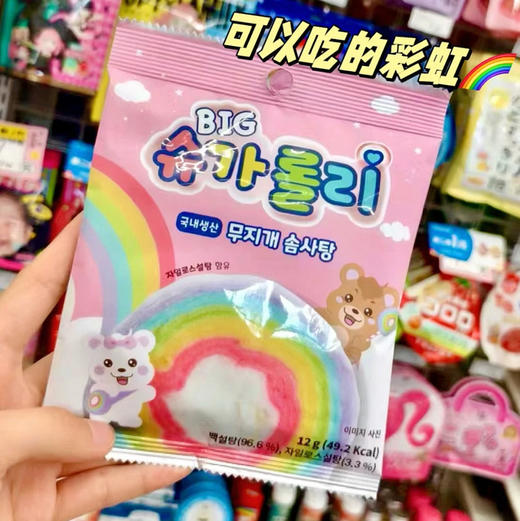 可以吃的彩虹🌈
BIG
슈가롤리
국내생산 무지개 솜사탕
자일로스설탕 함유
이미지 사진
12 g (49.2 Kcal)
백설탕(96.6 %), 자일로스설탕(3.3 %)